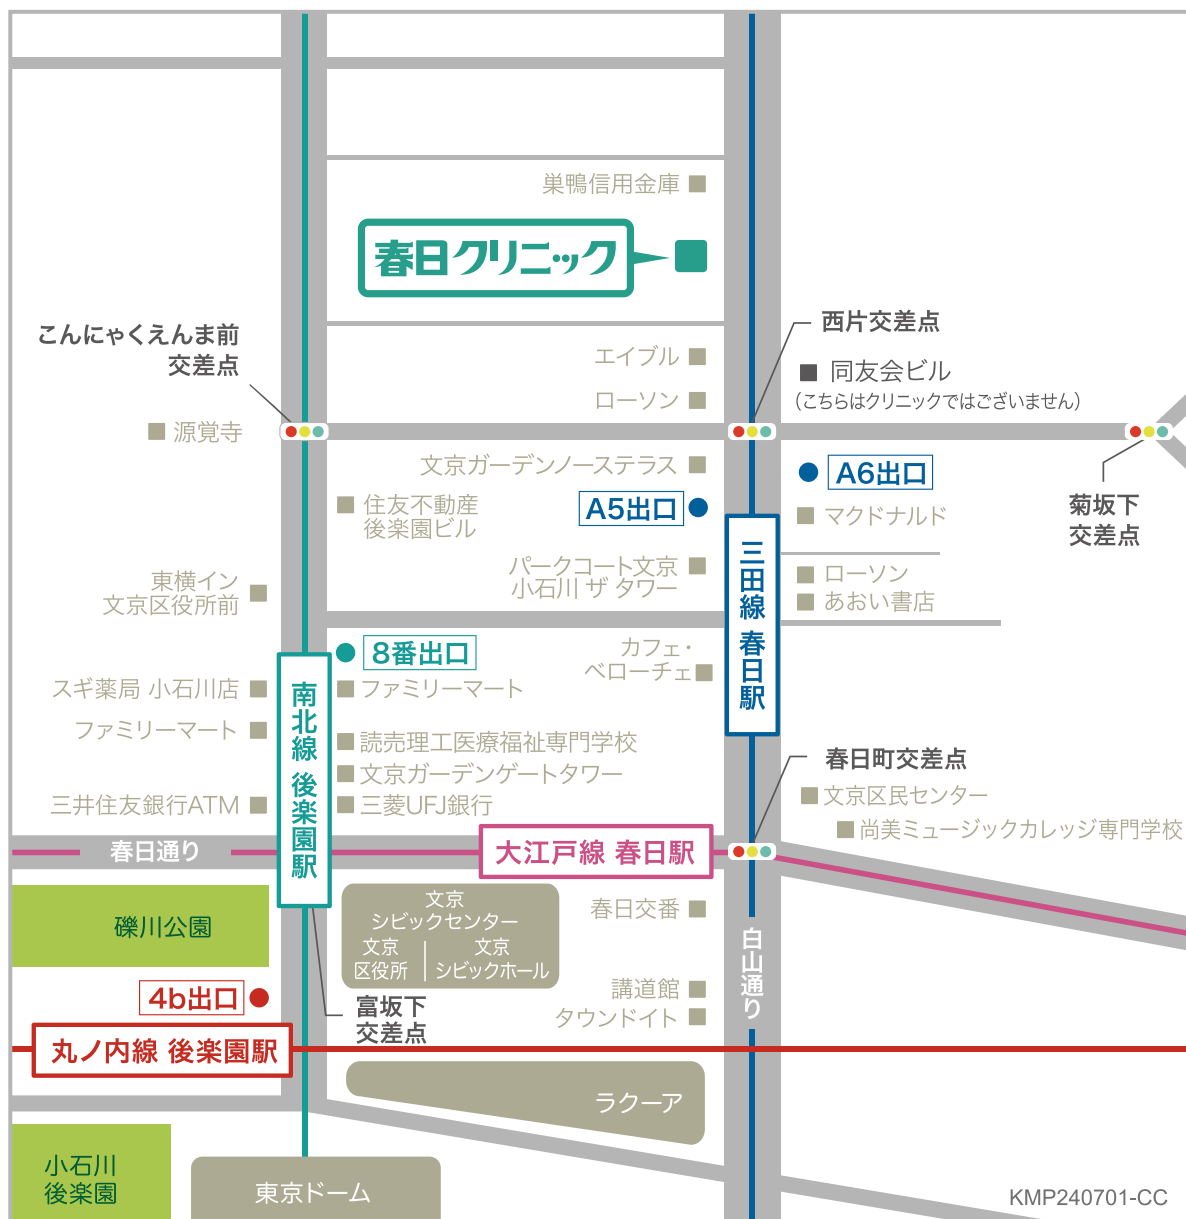 巣鴨信用金庫
春日クリニック
こんにゃくえんま前
交差点
西片交差点
エイブル
同友会ビル
(こちらはクリニックではございません)
ローソン
源覚寺
文京ガーデンノーステラス
A6出口
住友不動産
後楽園ビル
A5出口
マクドナルド
菊坂下
交差点
三田線 春日駅
パークコート文京
小石川 ザ タワー
ローソン
あおい書店
東横イン
文京区役所前
8番出口
カフェ・
ベローチェ
スギ薬局 小石川店
ファミリーマート
南北線 後楽園駅
ファミリーマート
読売理工医療福祉専門学校
文京ガーデンゲートタワー
三井住友銀行ATM
三菱UFJ銀行
春日町交差点
文京区民センター
尚美ミュージックカレッジ専門学校
春日通り
大江戸線 春日駅
礫川公園
文京
シビックセンター
文京
区役所
文京
シビックホール
春日交番
白山通り
講道館
タウンドイト
4b出口
富坂下
交差点
丸ノ内線 後楽園駅
ラクーア
小石川
後楽園
東京ドーム
KMP240701-CC